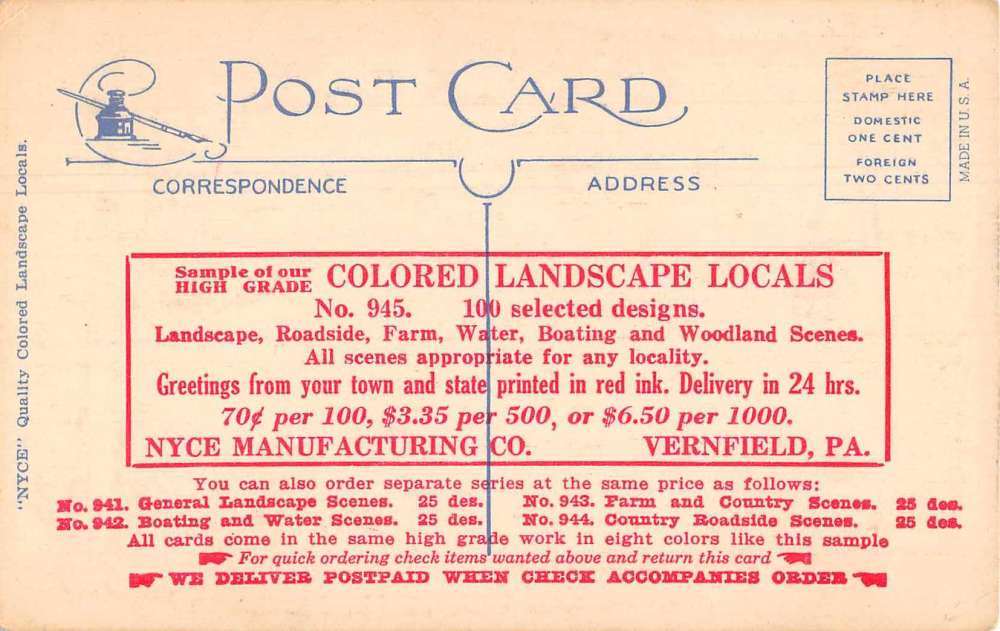 POST CARD
CORRESPONDENCE
ADDRESS
PLACE
STAMP HERE
DOMESTIC
ONE CENT
FOREIGN
TWO CENTS
MADE IN U. S. A.
"NYCE" Quality Colored Landscape Locals.
Sample of our
HIGH GRADE
COLORED LANDSCAPE LOCALS
No. 945. 100 selected designs.
Landscape, Roadside, Farm, Water, Boating and Woodland Scenes.
All scenes appropriate for any locality.
Greetings from your town and state printed in red ink. Delivery in 24 hrs.
70¢ per 100, $3.35 per 500, or $6.50 per 1000.
NYCE MANUFACTURING CO. VERNFIELD, PA.
You can also order separate series at the same price as follows:
No. 941. General Landscape Scenes. 25 des. No. 943. Farm and Country Scenes. 25 des.
No. 942. Boating and Water Scenes. 25 des. No. 944. Country Roadside Scenes. 25 des.
All cards come in the same high grade work in eight colors like this sample
For quick ordering check items wanted above and return this card
WE DELIVER POSTPAID WHEN CHECK ACCOMPANIES ORDER